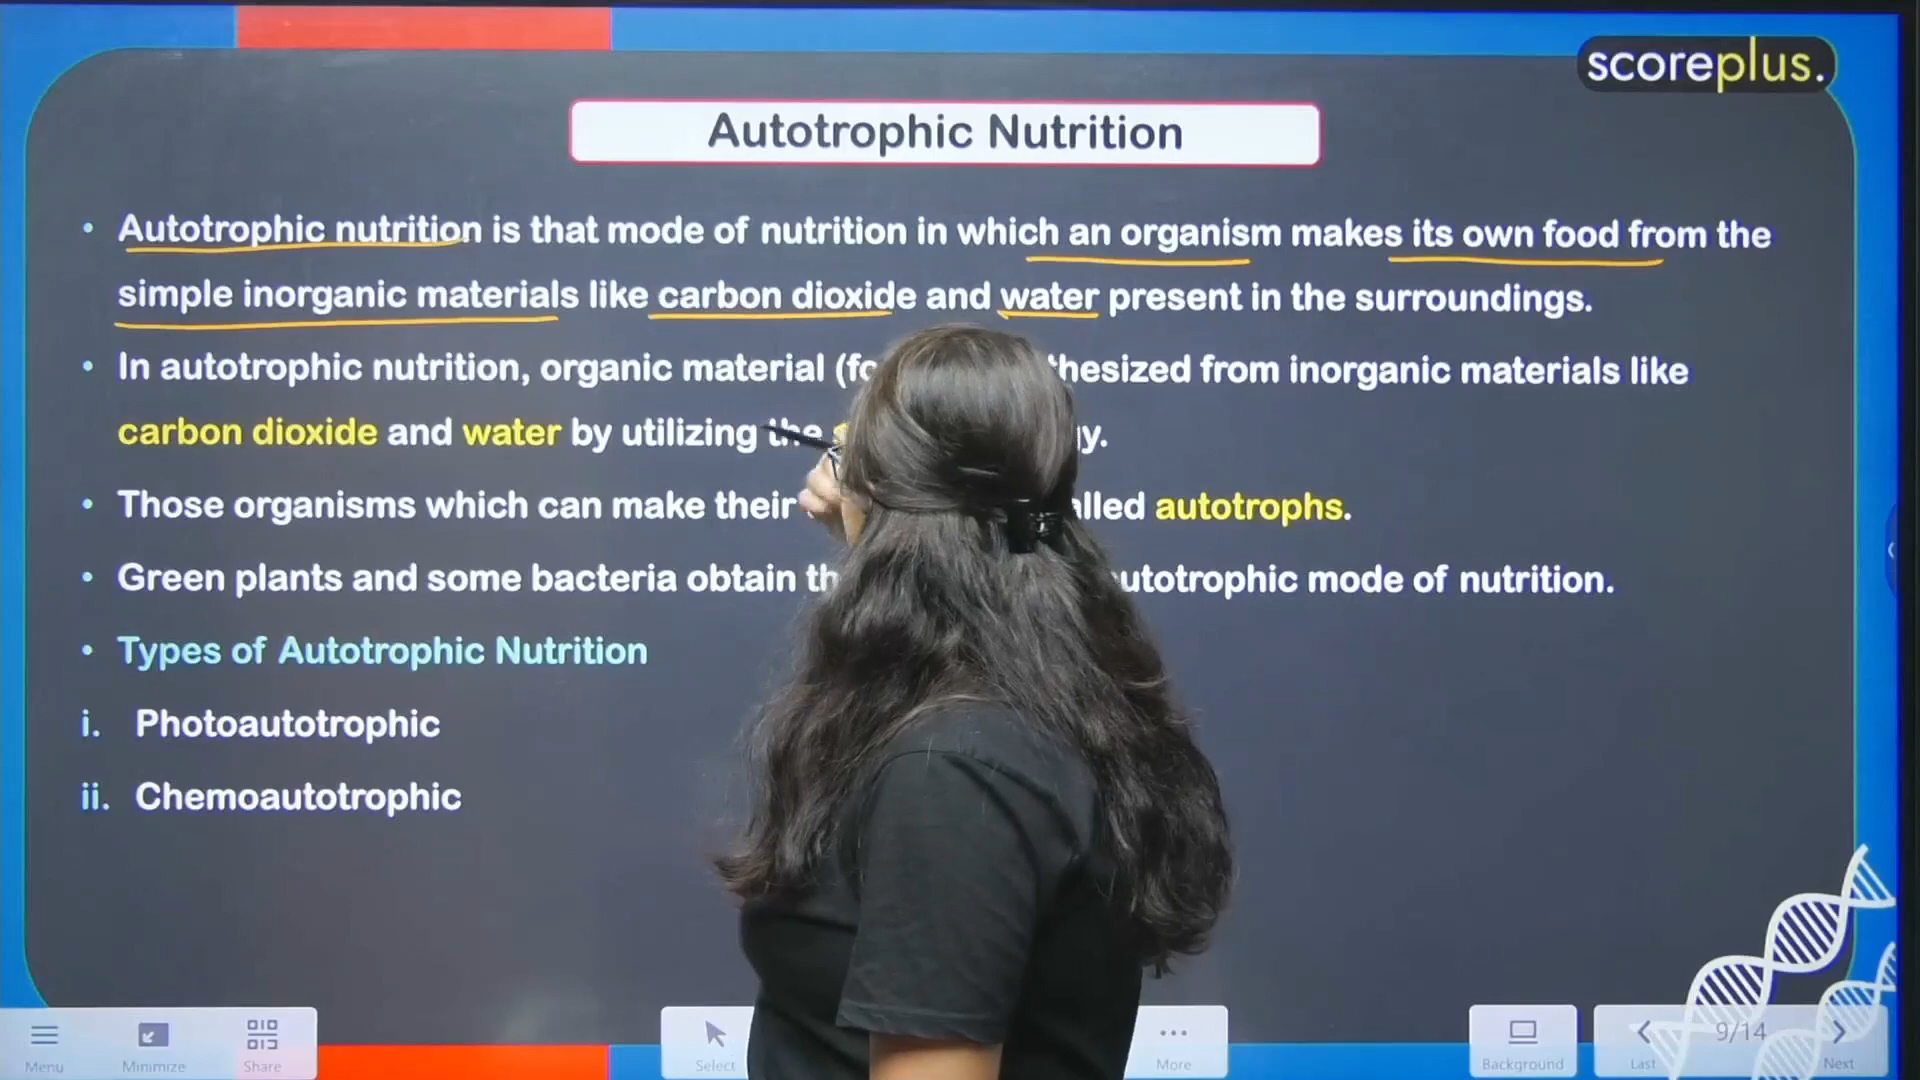 scoreplus.
Autotrophic Nutrition
• Autotrophic nutrition is that mode of nutrition in which an organism makes its own food from the
simple inorganic materials like carbon dioxide and water present in the surroundings.
• In autotrophic nutrition, organic material from inorganic materials like
carbon dioxide and water by utilizing the
• Those organisms which can make their autotrophs.
• Green plants and some bacteria obtain mode of nutrition.
• Types of Autotrophic Nutrition
i. Photoautotrophic
ii. Chemoautotrophic
Menu Minimize Share Select More Background Last 9/14 Next